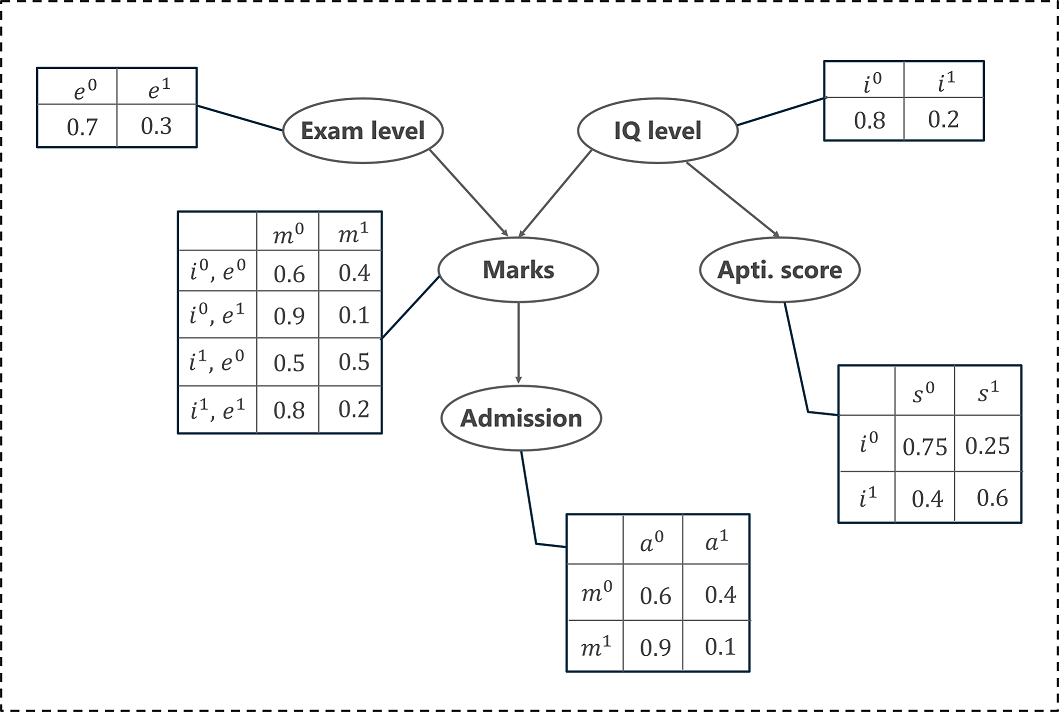 e⁰ e¹
0.7 0.3
Exam level
IQ level
i⁰ i¹
0.8 0.2
m⁰ m¹
i⁰, e⁰ 0.6 0.4
i⁰, e¹ 0.9 0.1
i¹, e⁰ 0.5 0.5
i¹, e¹ 0.8 0.2
Marks
Apti. score
Admission
s⁰ s¹
i⁰ 0.75 0.25
i¹ 0.4 0.6
a⁰ a¹
m⁰ 0.6 0.4
m¹ 0.9 0.1